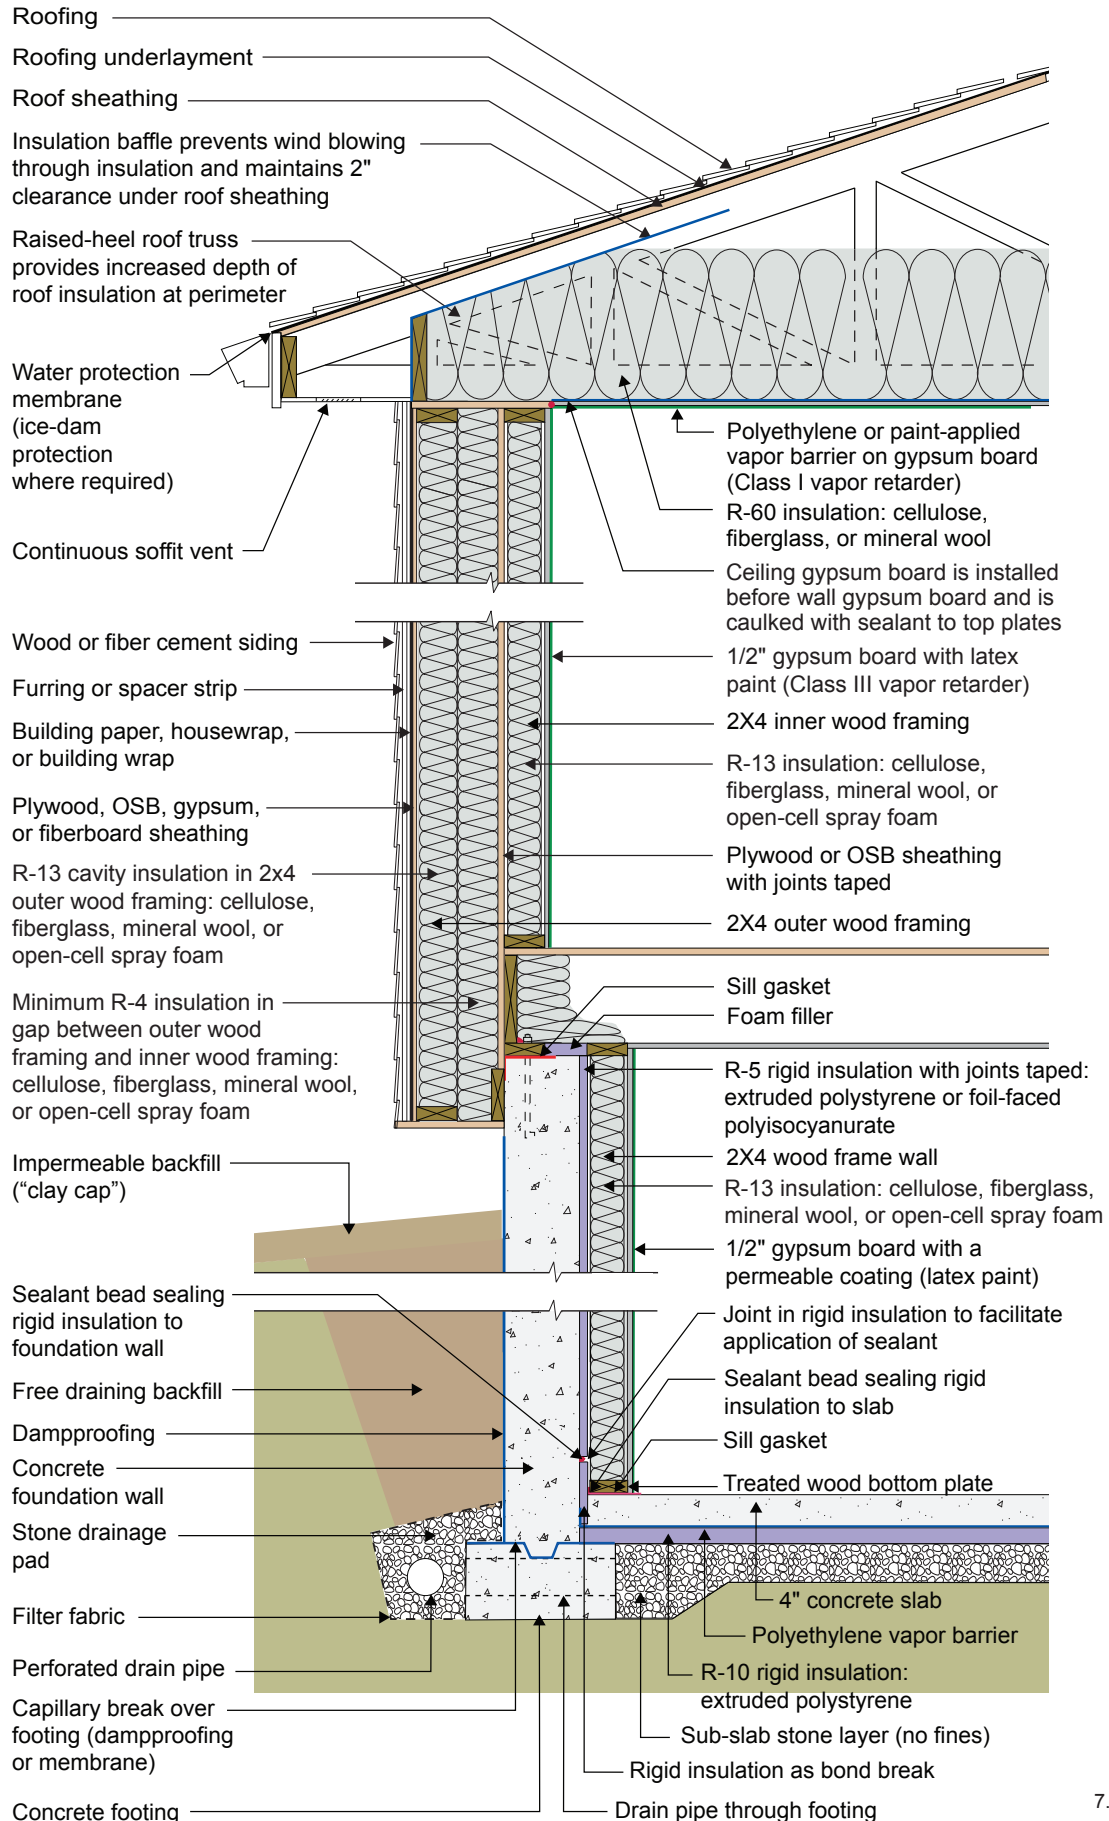 Roofing
Roofing underlayment
Roof sheathing
Insulation baffle prevents wind blowing
through insulation and maintains 2"
clearance under roof sheathing
Raised-heel roof truss
provides increased depth of
roof insulation at perimeter
Water protection
membrane
(ice-dam
protection
where required)
Continuous soffit vent
Wood or fiber cement siding
Furring or spacer strip
Building paper, housewrap,
or building wrap
Plywood, OSB, gypsum,
or fiberboard sheathing
R-13 cavity insulation in 2x4
outer wood framing: cellulose,
fiberglass, mineral wool, or
open-cell spray foam
Minimum R-4 insulation in
gap between outer wood
framing and inner wood framing:
cellulose, fiberglass, mineral wool,
or open-cell spray foam
Impermeable backfill
(“clay cap”)
Sealant bead sealing
rigid insulation to
foundation wall
Free draining backfill
Dampproofing
Concrete
foundation wall
Stone drainage
pad
Filter fabric
Perforated drain pipe
Capillary break over
footing (dampproofing
or membrane)
Concrete footing
Polyethylene or paint-applied
vapor barrier on gypsum board
(Class I vapor retarder)
R-60 insulation: cellulose,
fiberglass, or mineral wool
Ceiling gypsum board is installed
before wall gypsum board and is
caulked with sealant to top plates
1/2" gypsum board with latex
paint (Class III vapor retarder)
2X4 inner wood framing
R-13 insulation: cellulose,
fiberglass, mineral wool, or
open-cell spray foam
Plywood or OSB sheathing
with joints taped
2X4 outer wood framing
Sill gasket
Foam filler
R-5 rigid insulation with joints taped:
extruded polystyrene or foil-faced
polyisocyanurate
2X4 wood frame wall
R-13 insulation: cellulose, fiberglass,
mineral wool, or open-cell spray foam
1/2" gypsum board with a
permeable coating (latex paint)
Joint in rigid insulation to facilitate
application of sealant
Sealant bead sealing rigid
insulation to slab
Sill gasket
Treated wood bottom plate
4" concrete slab
Polyethylene vapor barrier
R-10 rigid insulation:
extruded polystyrene
Sub-slab stone layer (no fines)
Rigid insulation as bond break
Drain pipe through footing
7.